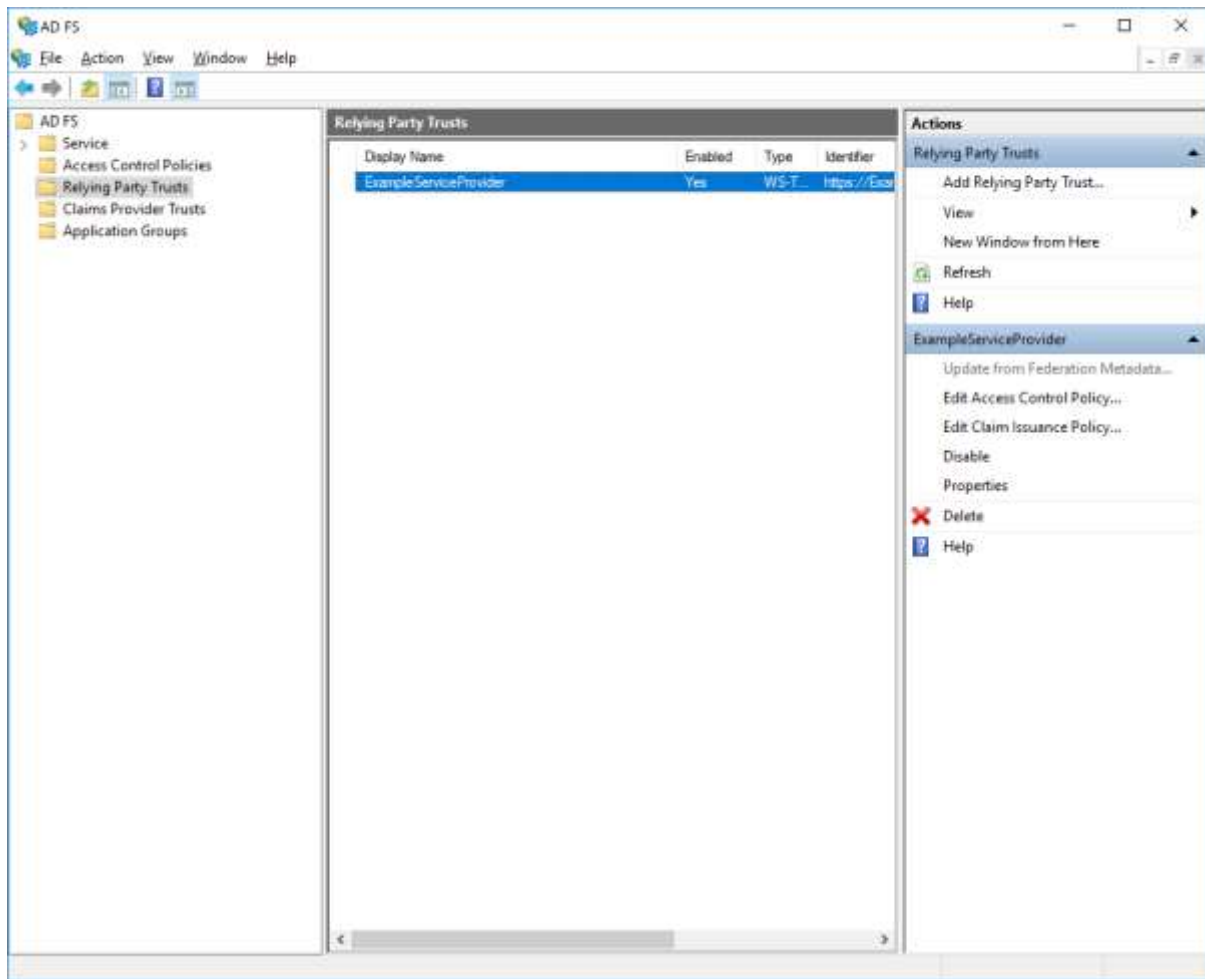 AD FS
File Action View Window Help
AD FS
Service
Access Control Policies
Relying Party Trusts
Claims Provider Trusts
Application Groups
Relying Party Trusts
Display Name Enabled Type Identifier
ExampleServiceProvider Yes WS-T... https://Exa
Actions
Relying Party Trusts
Add Relying Party Trust...
View
New Window from Here
Refresh
Help
ExampleServiceProvider
Update from Federation Metadata...
Edit Access Control Policy...
Edit Claim Issuance Policy...
Disable
Properties
Delete
Help